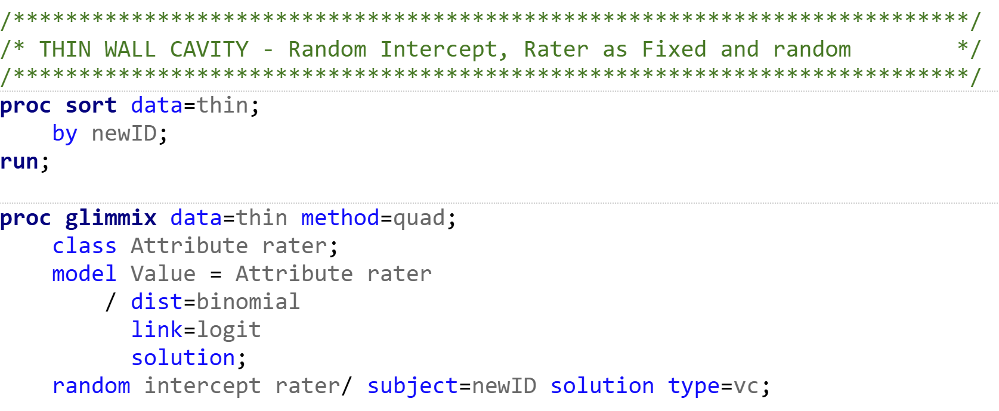 /*************************************************************************/
/* THIN WALL CAVITY - Random Intercept, Rater as Fixed and random        */
/*************************************************************************/
proc sort data=thin;
    by newID;
run;
proc glimmix data=thin method=quad;
    class Attribute rater;
    model Value = Attribute rater
        / dist=binomial
          link=logit
          solution;
    random intercept rater/ subject=newID solution type=vc;